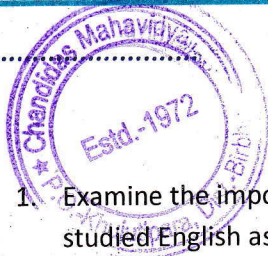 Chandidas Mahavidyalaya
Estd.-1972
1. Examine the impo
studied English as